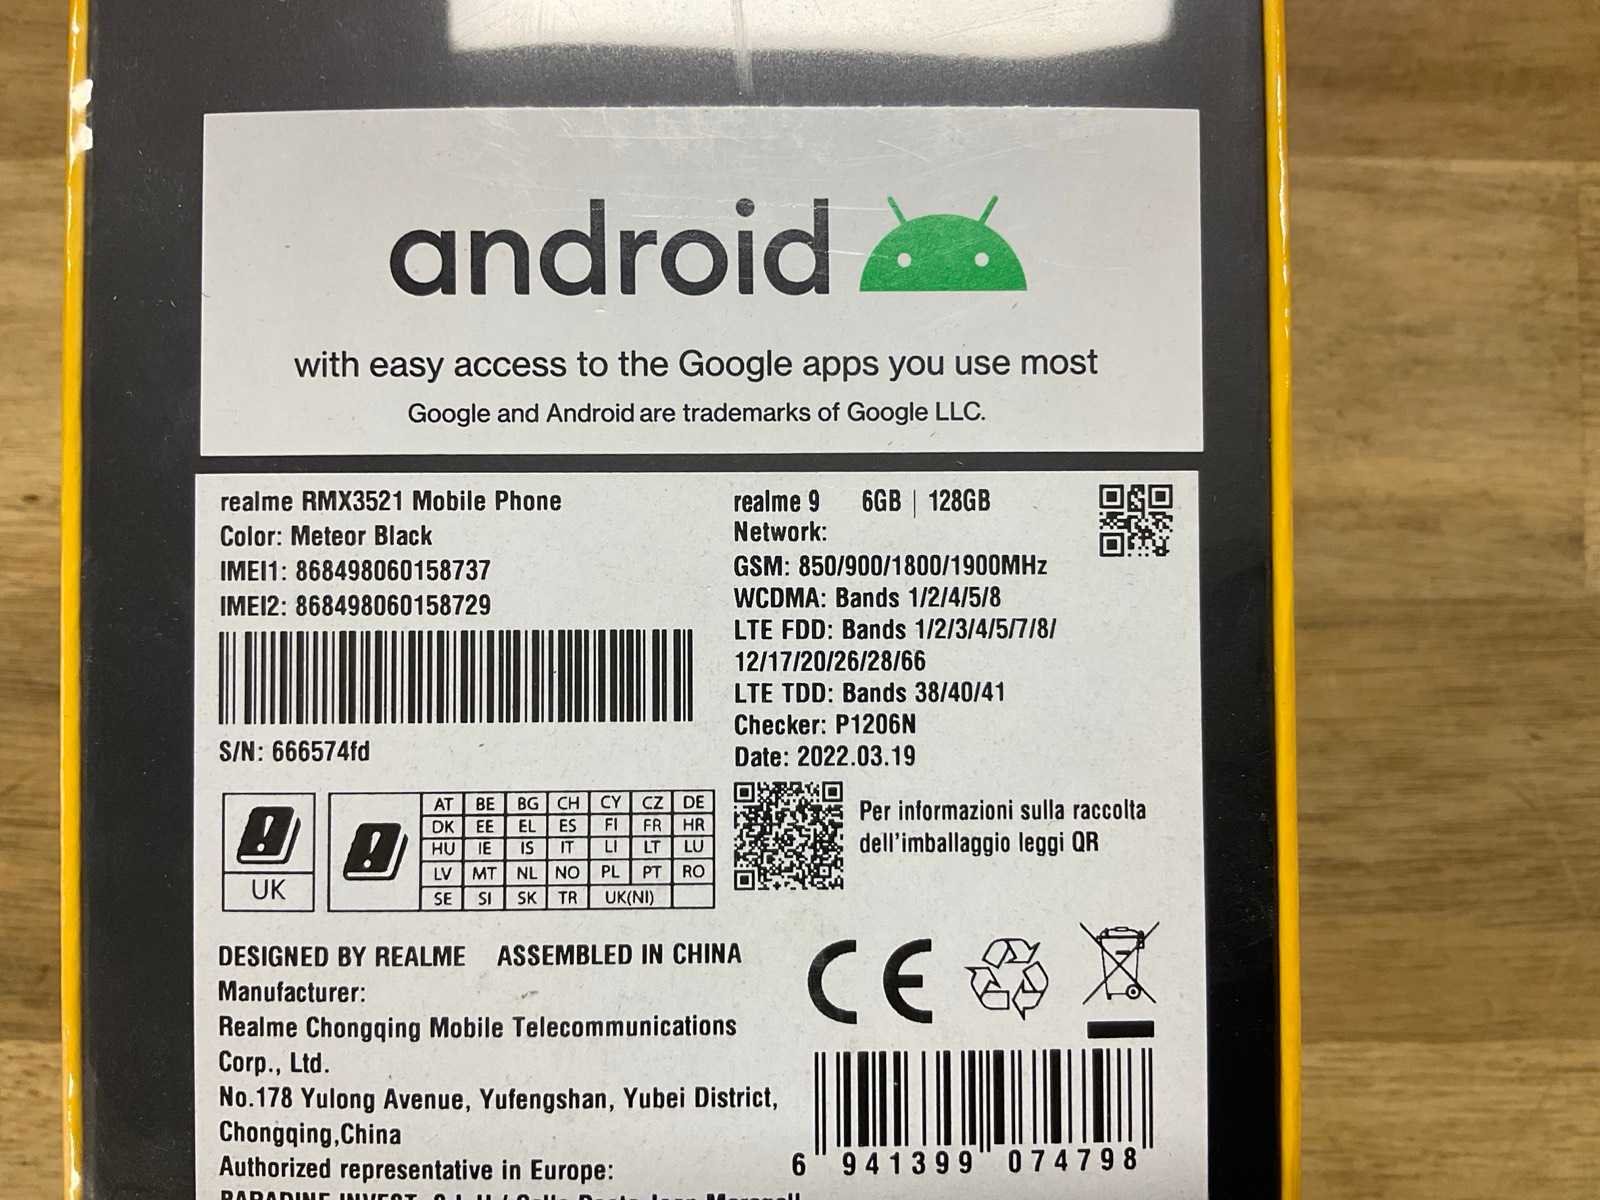 android
with easy access to the Google apps you use most
Google and Android are trademarks of Google LLC.
realme RMX3521 Mobile Phone
Color: Meteor Black
IMEI1: 868498060158737
IMEI2: 868498060158729
S/N: 666574fd
realme 9 6GB | 128GB
Network:
GSM: 850/900/1800/1900MHz
WCDMA: Bands 1/2/4/5/8
LTE FDD: Bands 1/2/3/4/5/7/8/
12/17/20/26/28/66
LTE TDD: Bands 38/40/41
Checker: P1206N
Date: 2022.03.19
UK
AT BE BG CH CY CZ DE
DK EE EL ES FI FR HR
HU IE IS IT LI LT LU
LV MT NL NO PL PT RO
SE SI SK TR UK(NI)
Per informazioni sulla raccolta
dell'imballaggio leggi QR
DESIGNED BY REALME ASSEMBLED IN CHINA
Manufacturer:
Realme Chongqing Mobile Telecommunications
Corp., Ltd.
No.178 Yulong Avenue, Yufengshan, Yubei District,
Chongqing,China
Authorized representative in Europe:
CE
6 941399 074798